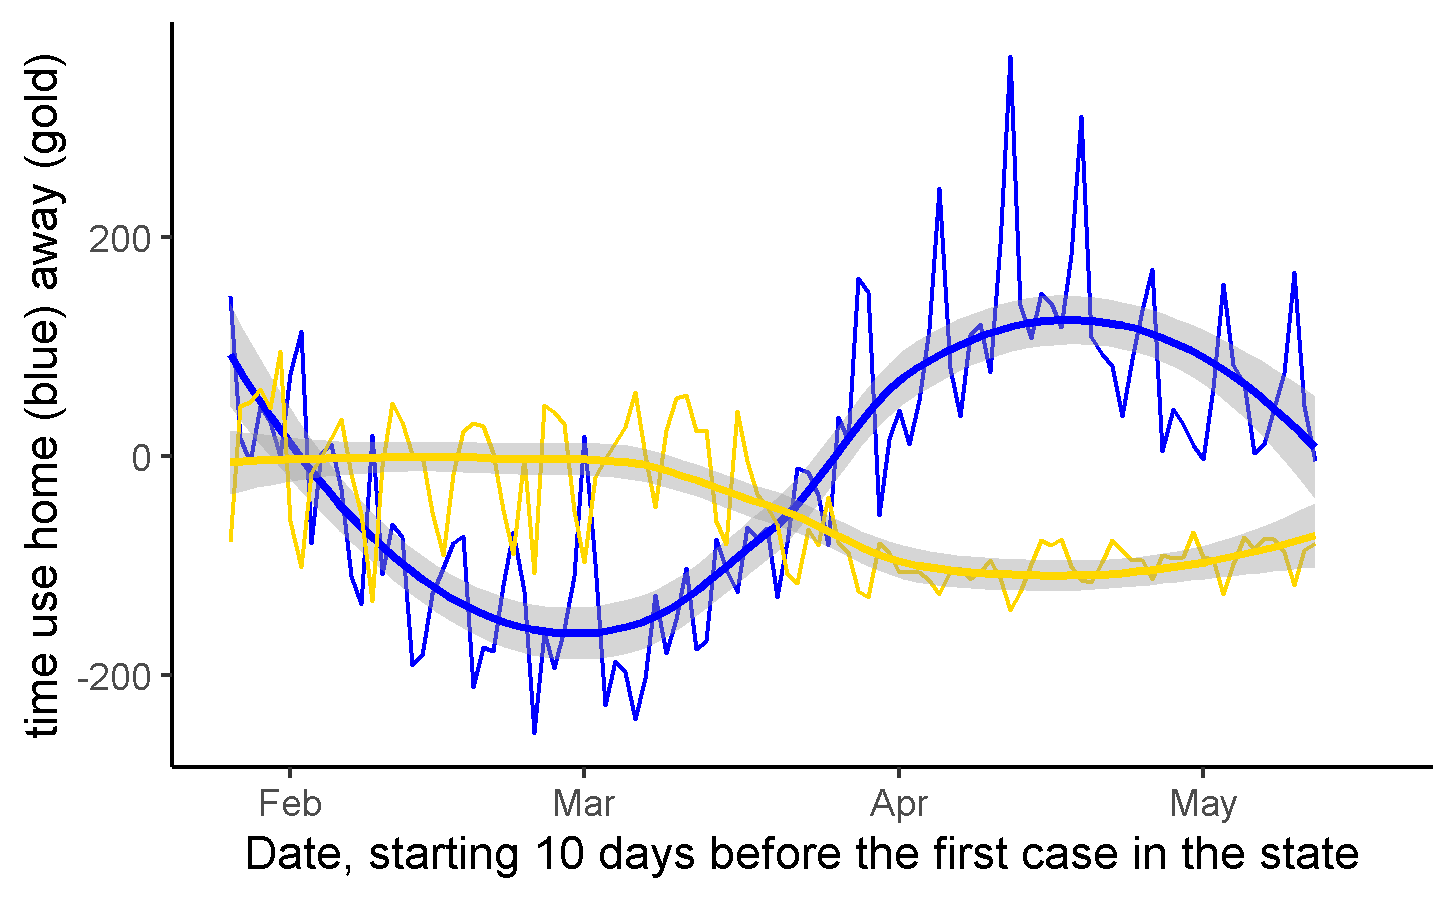 time use home (blue) away (gold)
200
0
-200
Feb Mar Apr May
Date, starting 10 days before the first case in the state